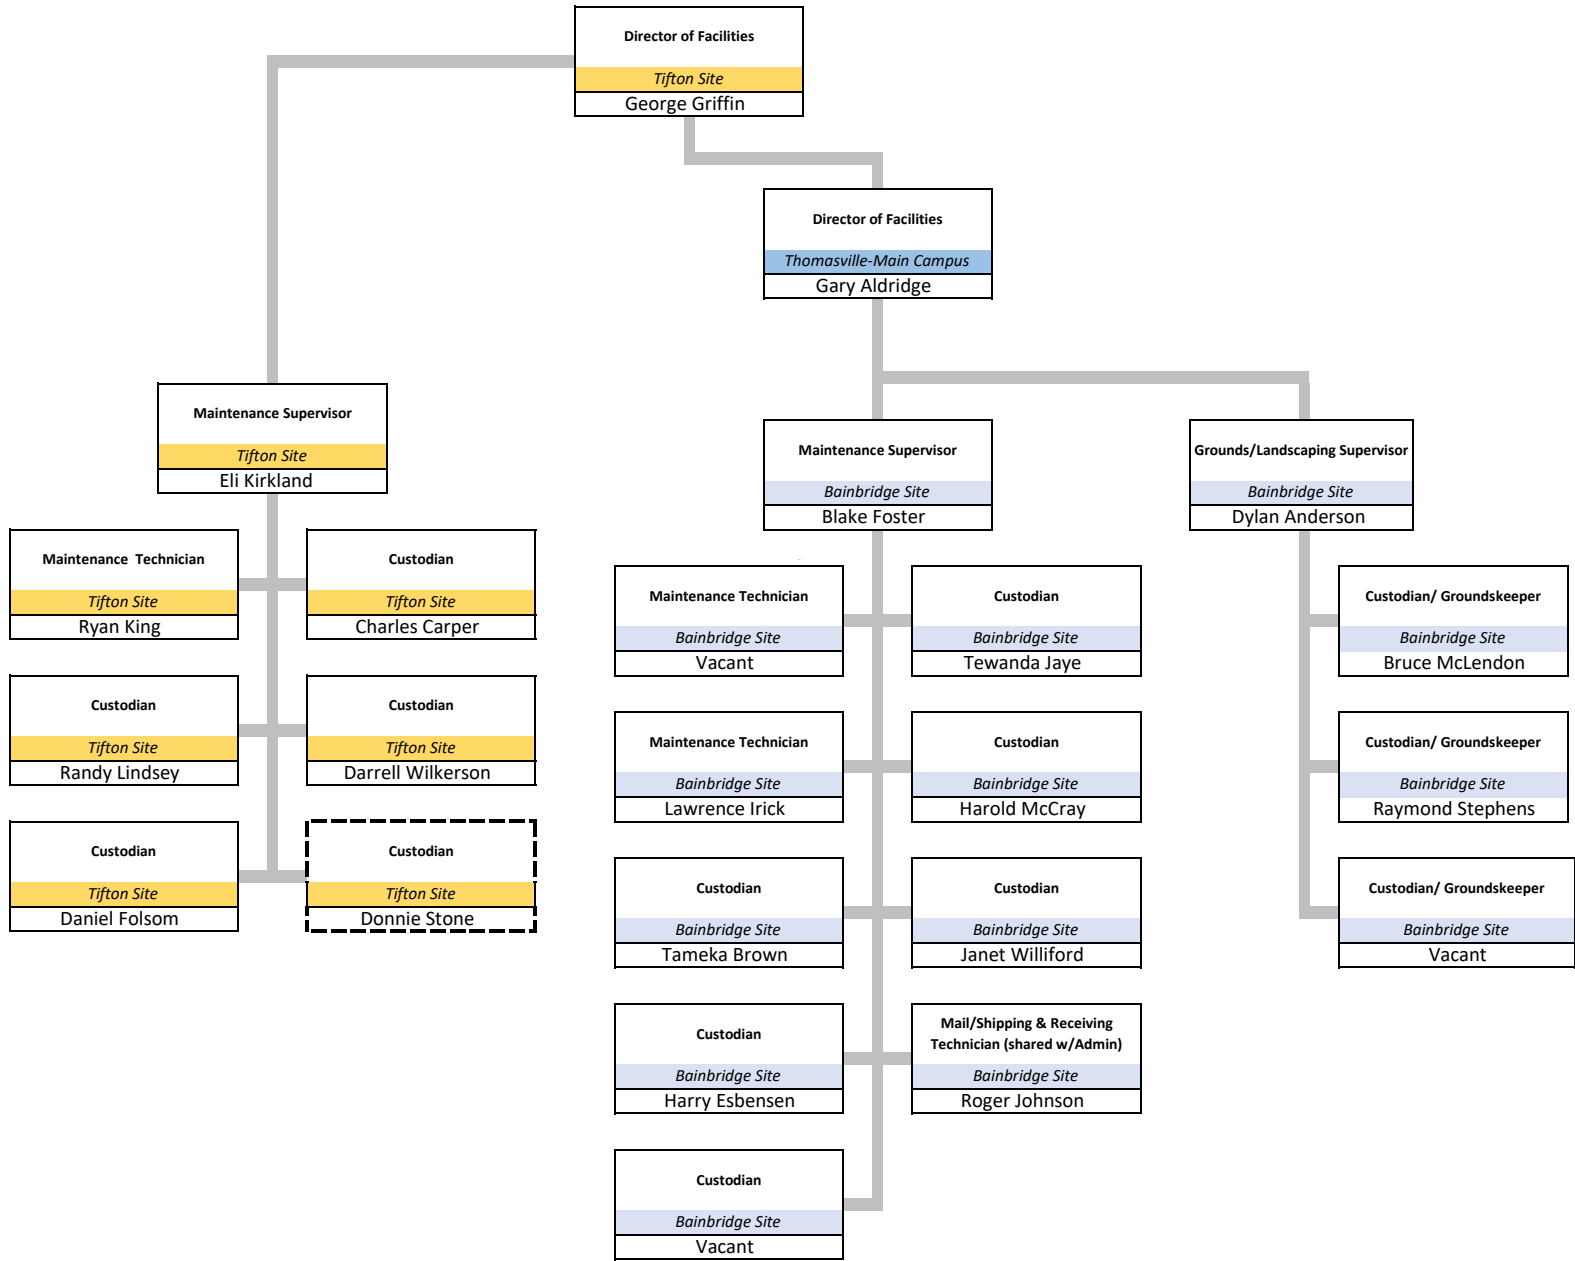 Director of Facilities
Tifton Site
George Griffin
Director of Facilities
Thomasville-Main Campus
Gary Aldridge
Maintenance Supervisor
Tifton Site
Eli Kirkland
Maintenance Technician
Tifton Site
Ryan King
Custodian
Tifton Site
Charles Carper
Custodian
Tifton Site
Randy Lindsey
Custodian
Tifton Site
Darrell Wilkerson
Custodian
Tifton Site
Daniel Folsom
Custodian
Tifton Site
Donnie Stone
Maintenance Supervisor
Bainbridge Site
Blake Foster
Maintenance Technician
Bainbridge Site
Vacant
Custodian
Bainbridge Site
Tewanda Jaye
Maintenance Technician
Bainbridge Site
Lawrence Irick
Custodian
Bainbridge Site
Harold McCray
Custodian
Bainbridge Site
Tameka Brown
Custodian
Bainbridge Site
Janet Williford
Custodian
Bainbridge Site
Harry Esbensen
Mail/Shipping & Receiving
Technician (shared w/Admin)
Bainbridge Site
Roger Johnson
Custodian
Bainbridge Site
Vacant
Grounds/Landscaping Supervisor
Bainbridge Site
Dylan Anderson
Custodian/ Groundskeeper
Bainbridge Site
Bruce McLendon
Custodian/ Groundskeeper
Bainbridge Site
Raymond Stephens
Custodian/ Groundskeeper
Bainbridge Site
Vacant